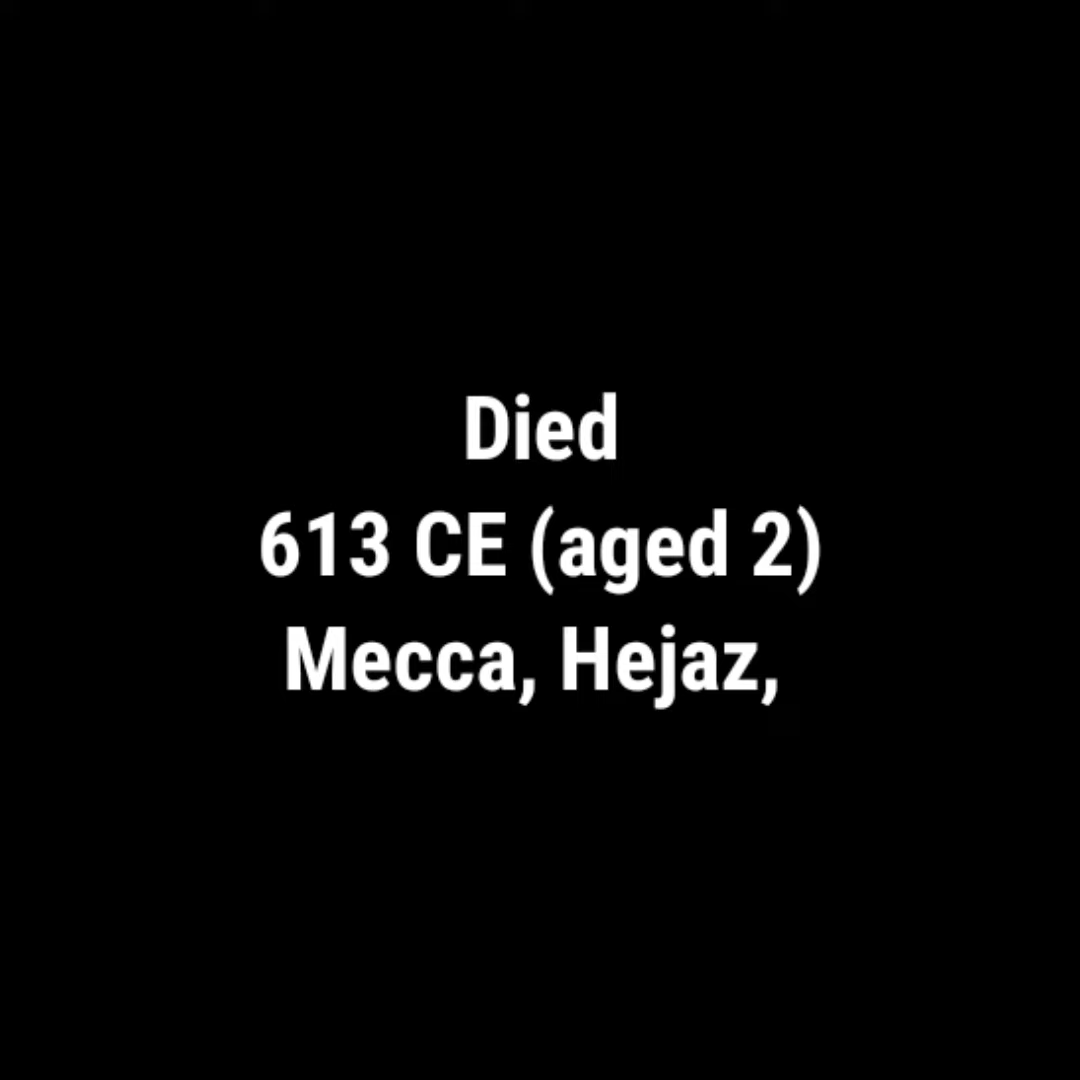 Died
613 CE (aged 2)
Mecca, Hejaz,